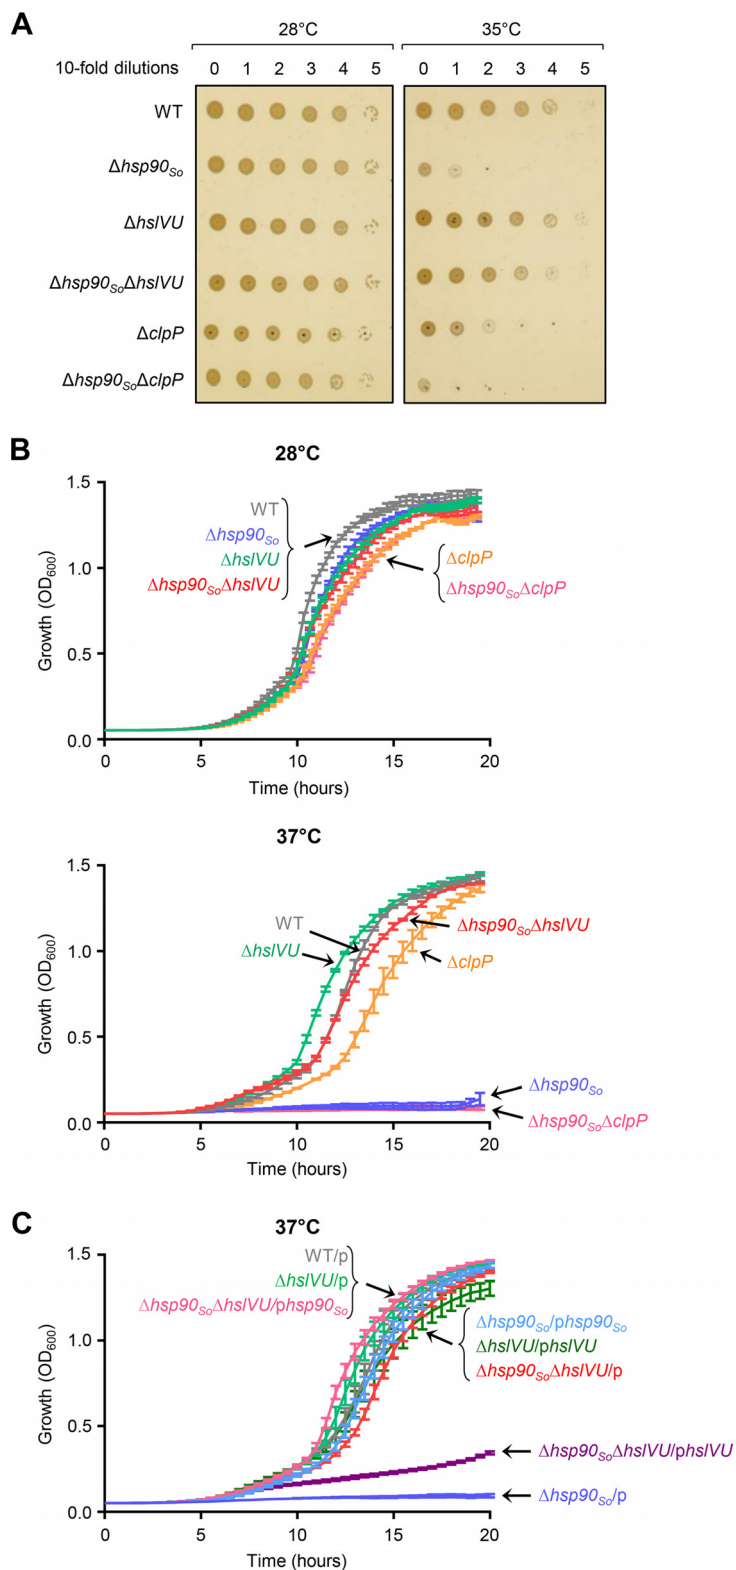 A
28°C 35°C
10-fold dilutions 0 1 2 3 4 5 0 1 2 3 4 5
WT
Δhsp90So
ΔhslVU
Δhsp90SoΔhslVU
ΔclpP
Δhsp90SoΔclpP
B
28°C
1.5
1.0
0.5
0.0
Growth (OD600)
WT
Δhsp90So
ΔhslVU
Δhsp90SoΔhslVU
ΔclpP
Δhsp90SoΔclpP
0 5 10 15 20
Time (hours)
37°C
1.5
1.0
0.5
0.0
Growth (OD600)
WT
ΔhslVU
Δhsp90SoΔhslVU
ΔclpP
Δhsp90So
Δhsp90SoΔclpP
0 5 10 15 20
Time (hours)
C
37°C
1.5
1.0
0.5
0.0
Growth (OD600)
WT/p
ΔhslVU/p
Δhsp90SoΔhslVU/phsp90So
Δhsp90So/phsp90So
ΔhslVU/phslVU
Δhsp90SoΔhslVU/p
Δhsp90SoΔhslVU/phslVU
Δhsp90So/p
0 5 10 15 20
Time (hours)